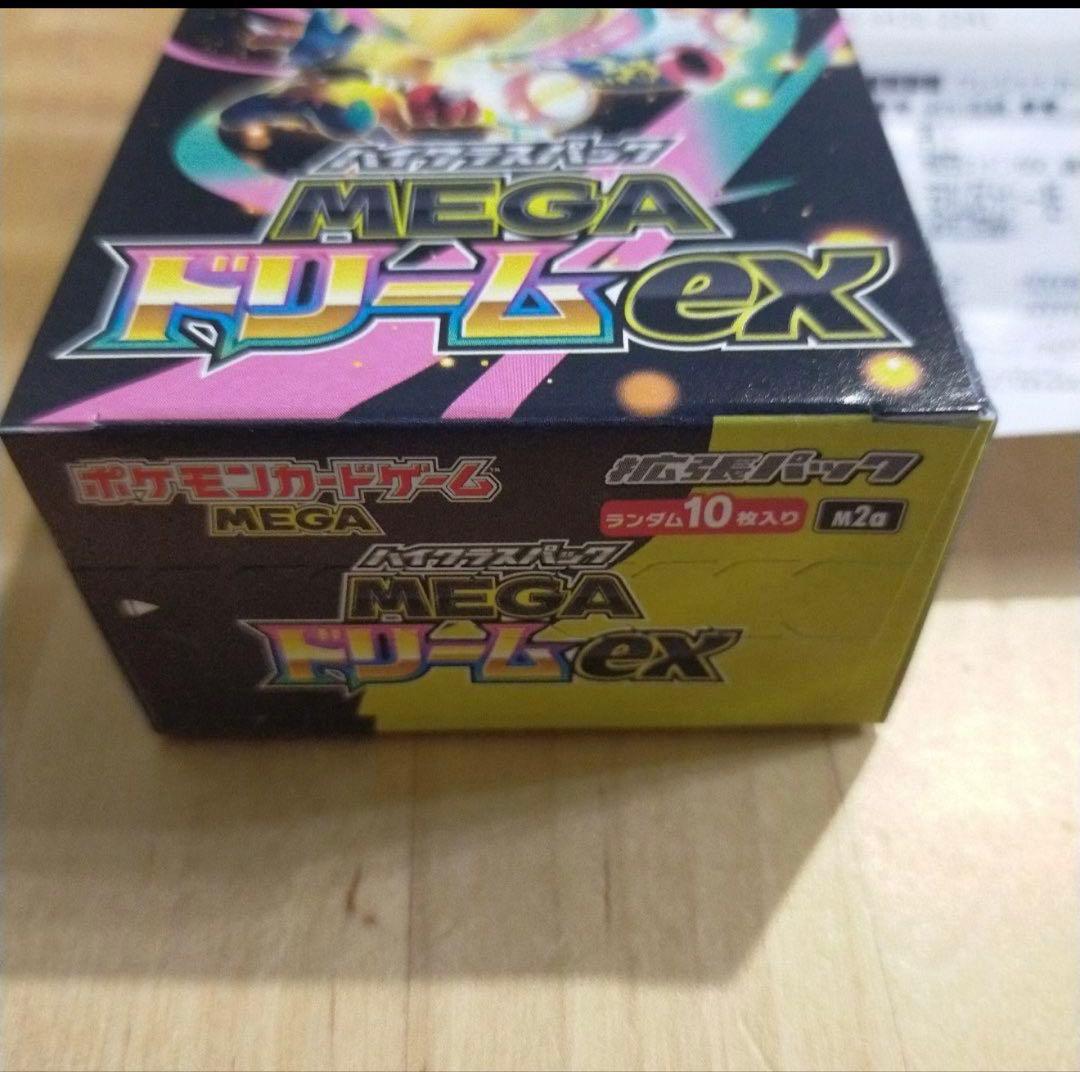 ハイクラスパック
MEGA
ドリームex
ポケモンカードゲーム™
MEGA
拡張パック
ランダム10枚入り
M2a
ハイクラスパック
MEGA
ドリームex